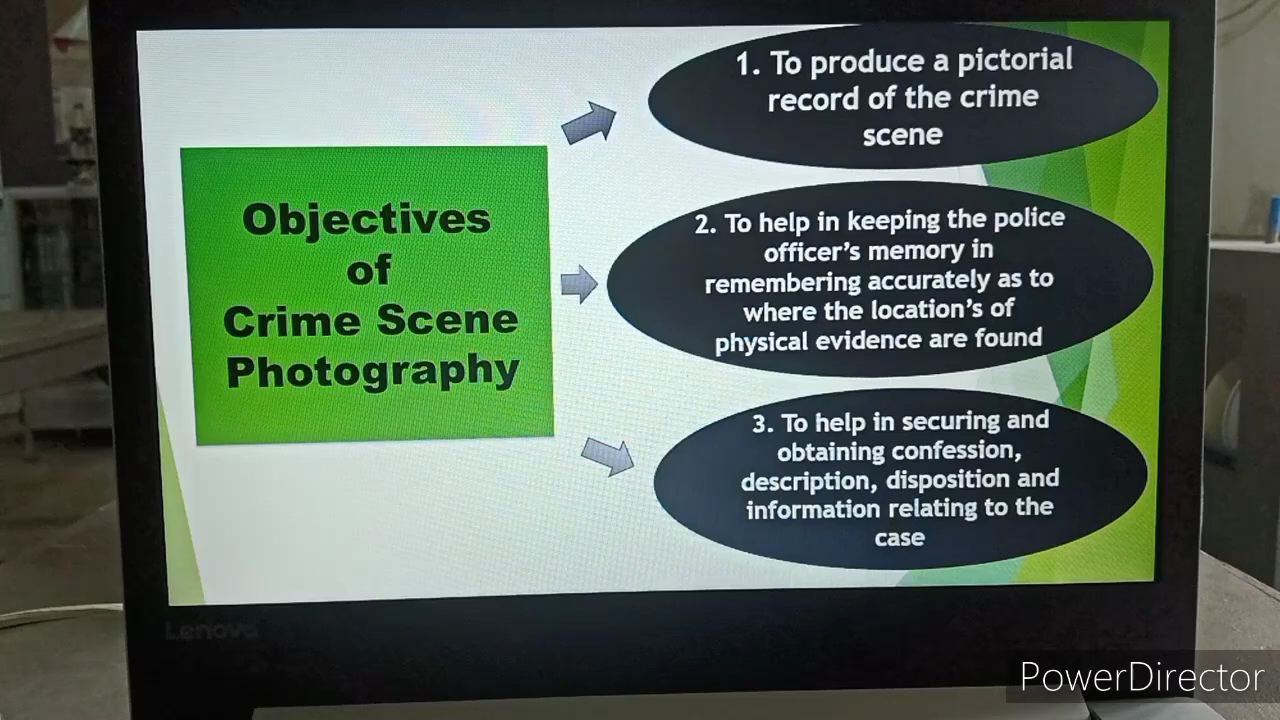 Objectives
of
Crime Scene
Photography
1. To produce a pictorial
record of the crime
scene
2. To help in keeping the police
officer's memory in
remembering accurately as to
where the location's of
physical evidence are found
3. To help in securing and
obtaining confession,
description, disposition and
information relating to the
case
Lenovo
PowerDirector